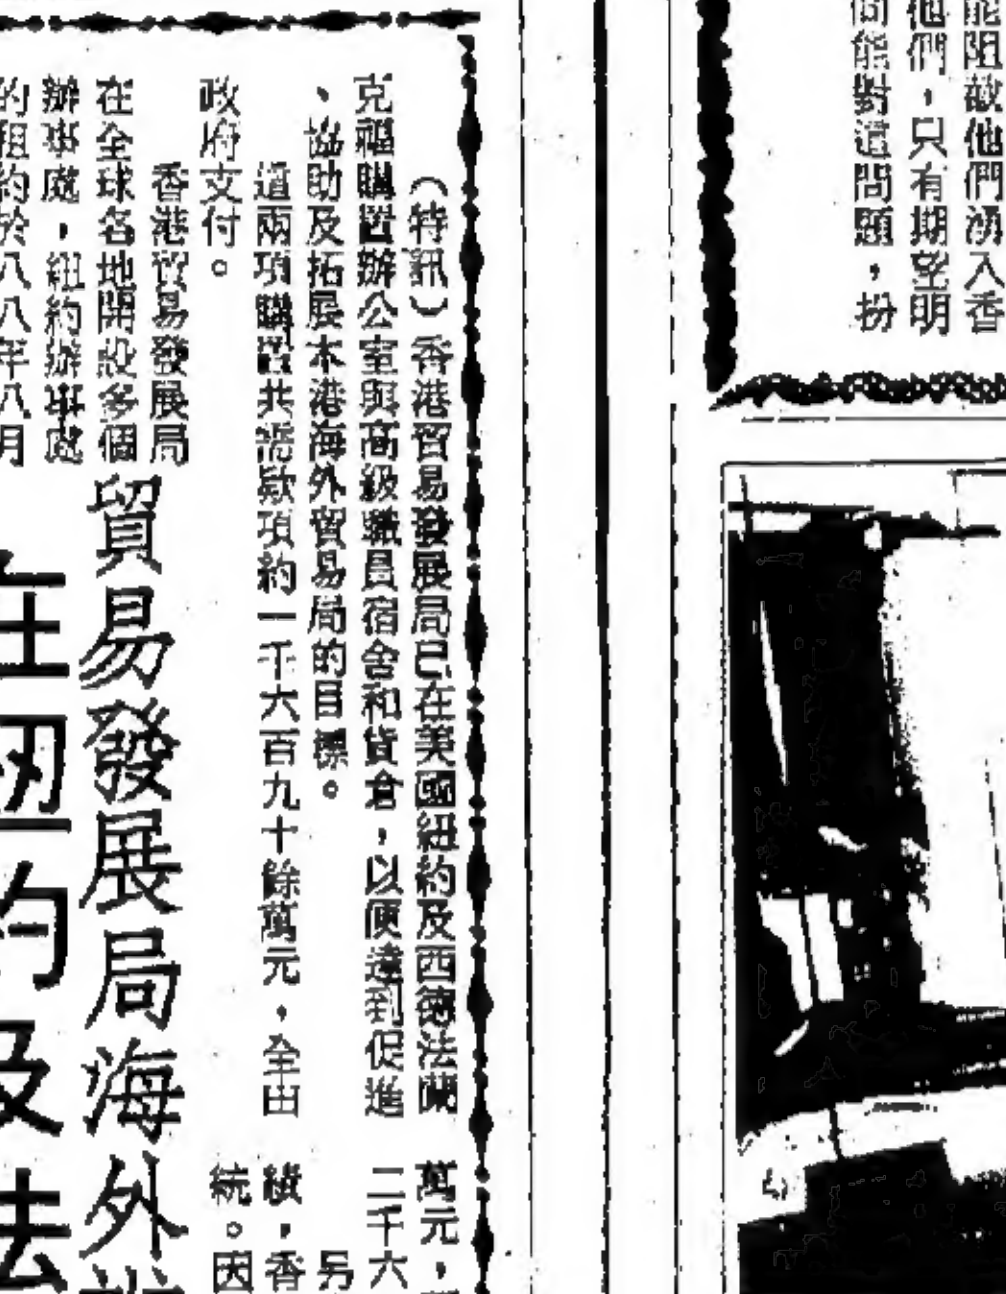 能阻截他們湧入香
他們，只有期望明
問能對這問題，扮
（特訊）香港貿易發展局已在美國紐約及西德法蘭
克福購置辦公室與高級職員宿舍和貨倉，以便達到促進
、協助及拓展本港海外貿易局的目標。
這兩項購置共需款項約一千六百九十餘萬元，全由
政府支付。
香港貿易發展局
在全球各地開設多個
辦事處，紐約辦事處
的租約於八八年八月
貿易發展局海外
在紐約及法
萬元，
二千六
另
績，香
統。因